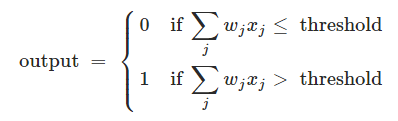 output = { 0 if ∑_j w_j x_j ≤ threshold
1 if ∑_j w_j x_j > threshold